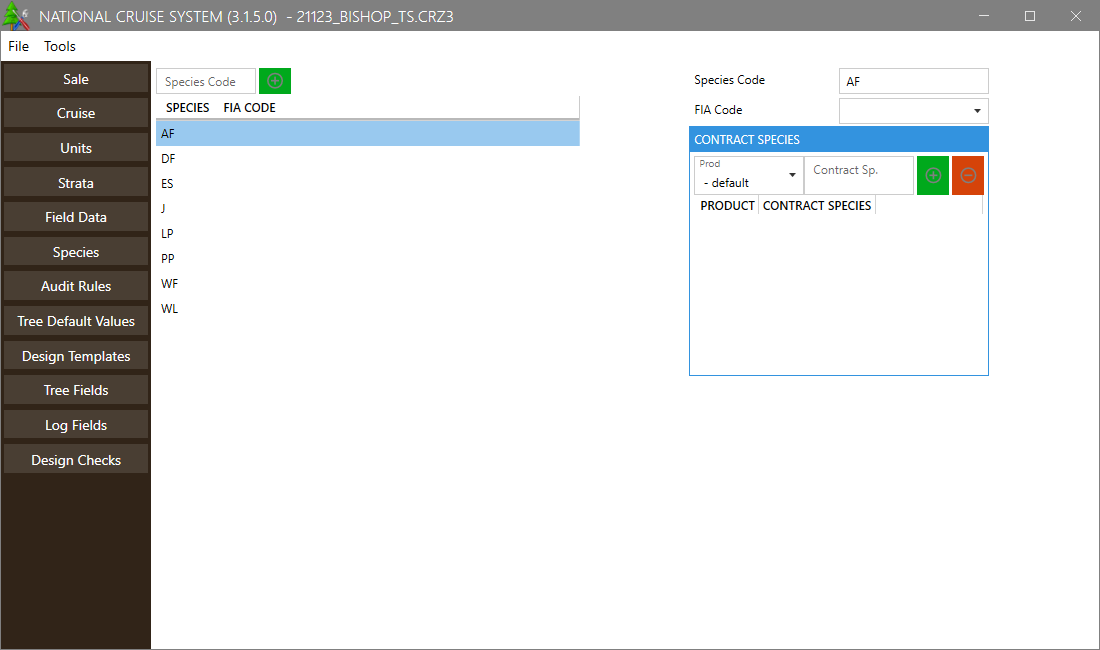 NATIONAL CRUISE SYSTEM (3.1.5.0) - 21123_BISHOP_TS.CRZ3
File Tools
Sale
Cruise
Units
Strata
Field Data
Species
Audit Rules
Tree Default Values
Design Templates
Tree Fields
Log Fields
Design Checks
Species Code
SPECIES FIA CODE
AF
DF
ES
J
LP
PP
WF
WL
Species Code AF
FIA Code
CONTRACT SPECIES
Prod
- default
Contract Sp.
PRODUCT CONTRACT SPECIES